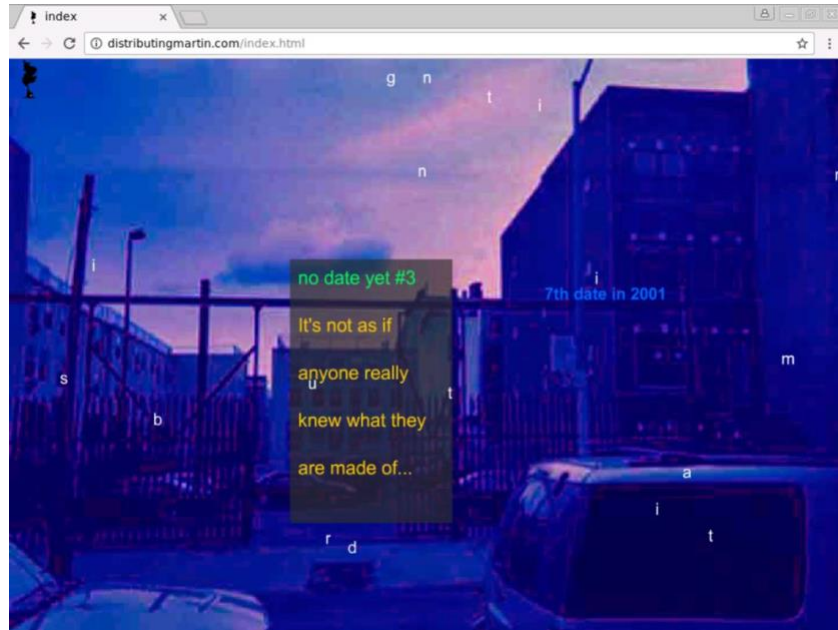 index
distributingmartin.com/index.html
g n
t i
n
r
i
i
7th date in 2001
no date yet #3
It's not as if
anyone really
knew what they
are made of...
m
s
u
t
b
a
i
t
r
d